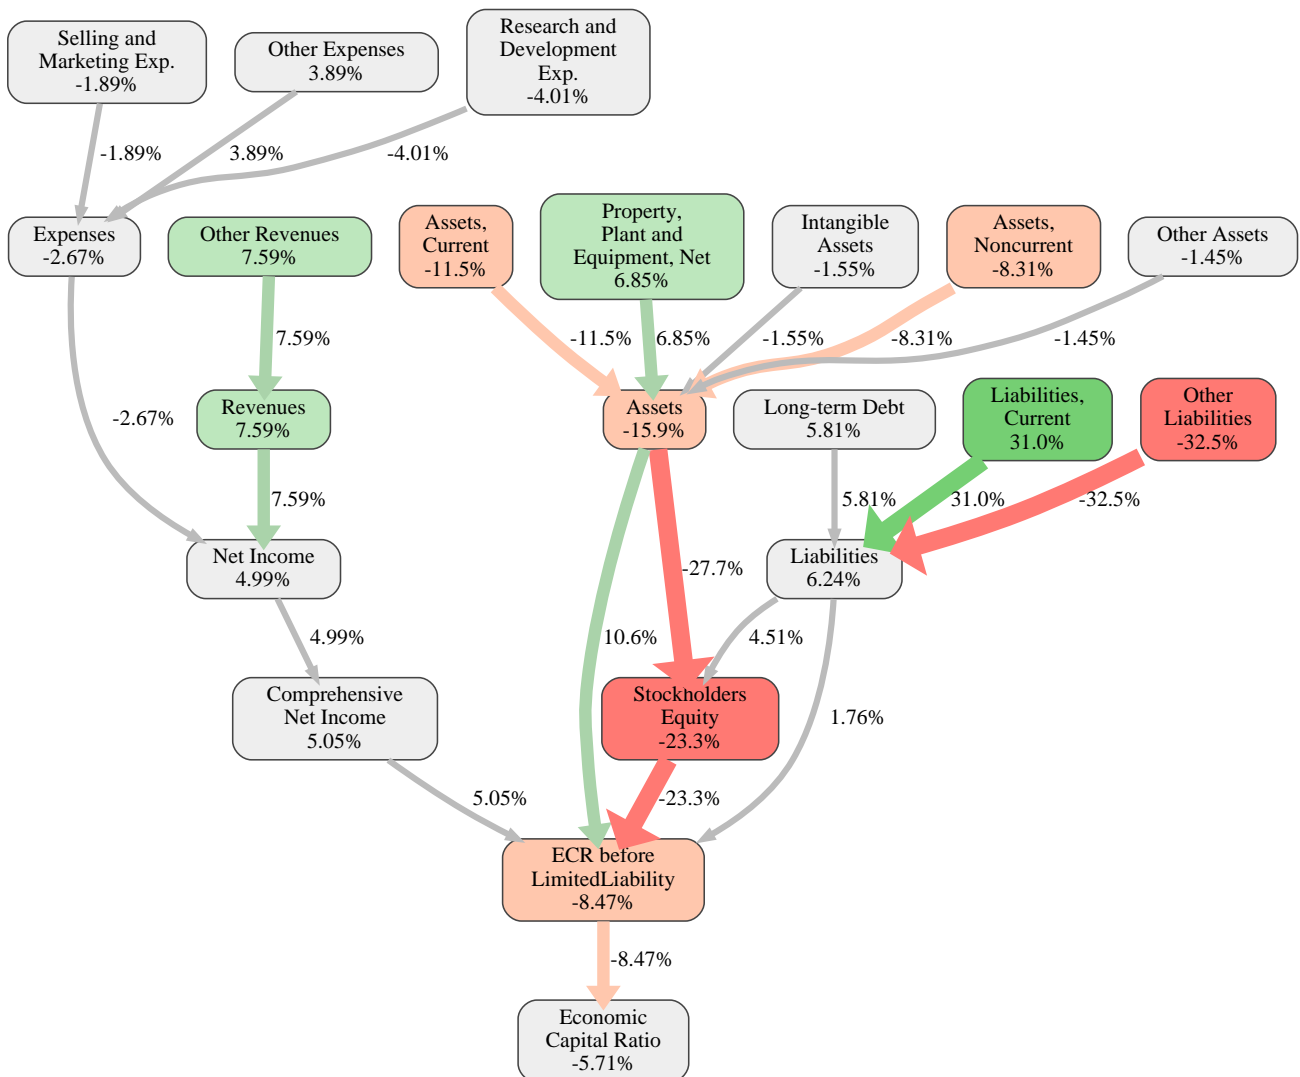 Selling and
Marketing Exp.
-1.89%
Other Expenses
3.89%
Research and
Development
Exp.
-4.01%
-1.89%
3.89%
-4.01%
Expenses
-2.67%
Other Revenues
7.59%
Assets,
Current
-11.5%
Property,
Plant and
Equipment, Net
6.85%
Intangible
Assets
-1.55%
Assets,
Noncurrent
-8.31%
Other Assets
-1.45%
7.59%
-11.5%
6.85%
-1.55%
-8.31%
-1.45%
-2.67%
Revenues
7.59%
Assets
-15.9%
Long-term Debt
5.81%
Liabilities,
Current
31.0%
Other
Liabilities
-32.5%
7.59%
5.81%
31.0%
-32.5%
Net Income
4.99%
-27.7%
Liabilities
6.24%
4.99%
10.6%
4.51%
Comprehensive
Net Income
5.05%
Stockholders
Equity
-23.3%
1.76%
5.05%
-23.3%
ECR before
LimitedLiability
-8.47%
-8.47%
Economic
Capital Ratio
-5.71%